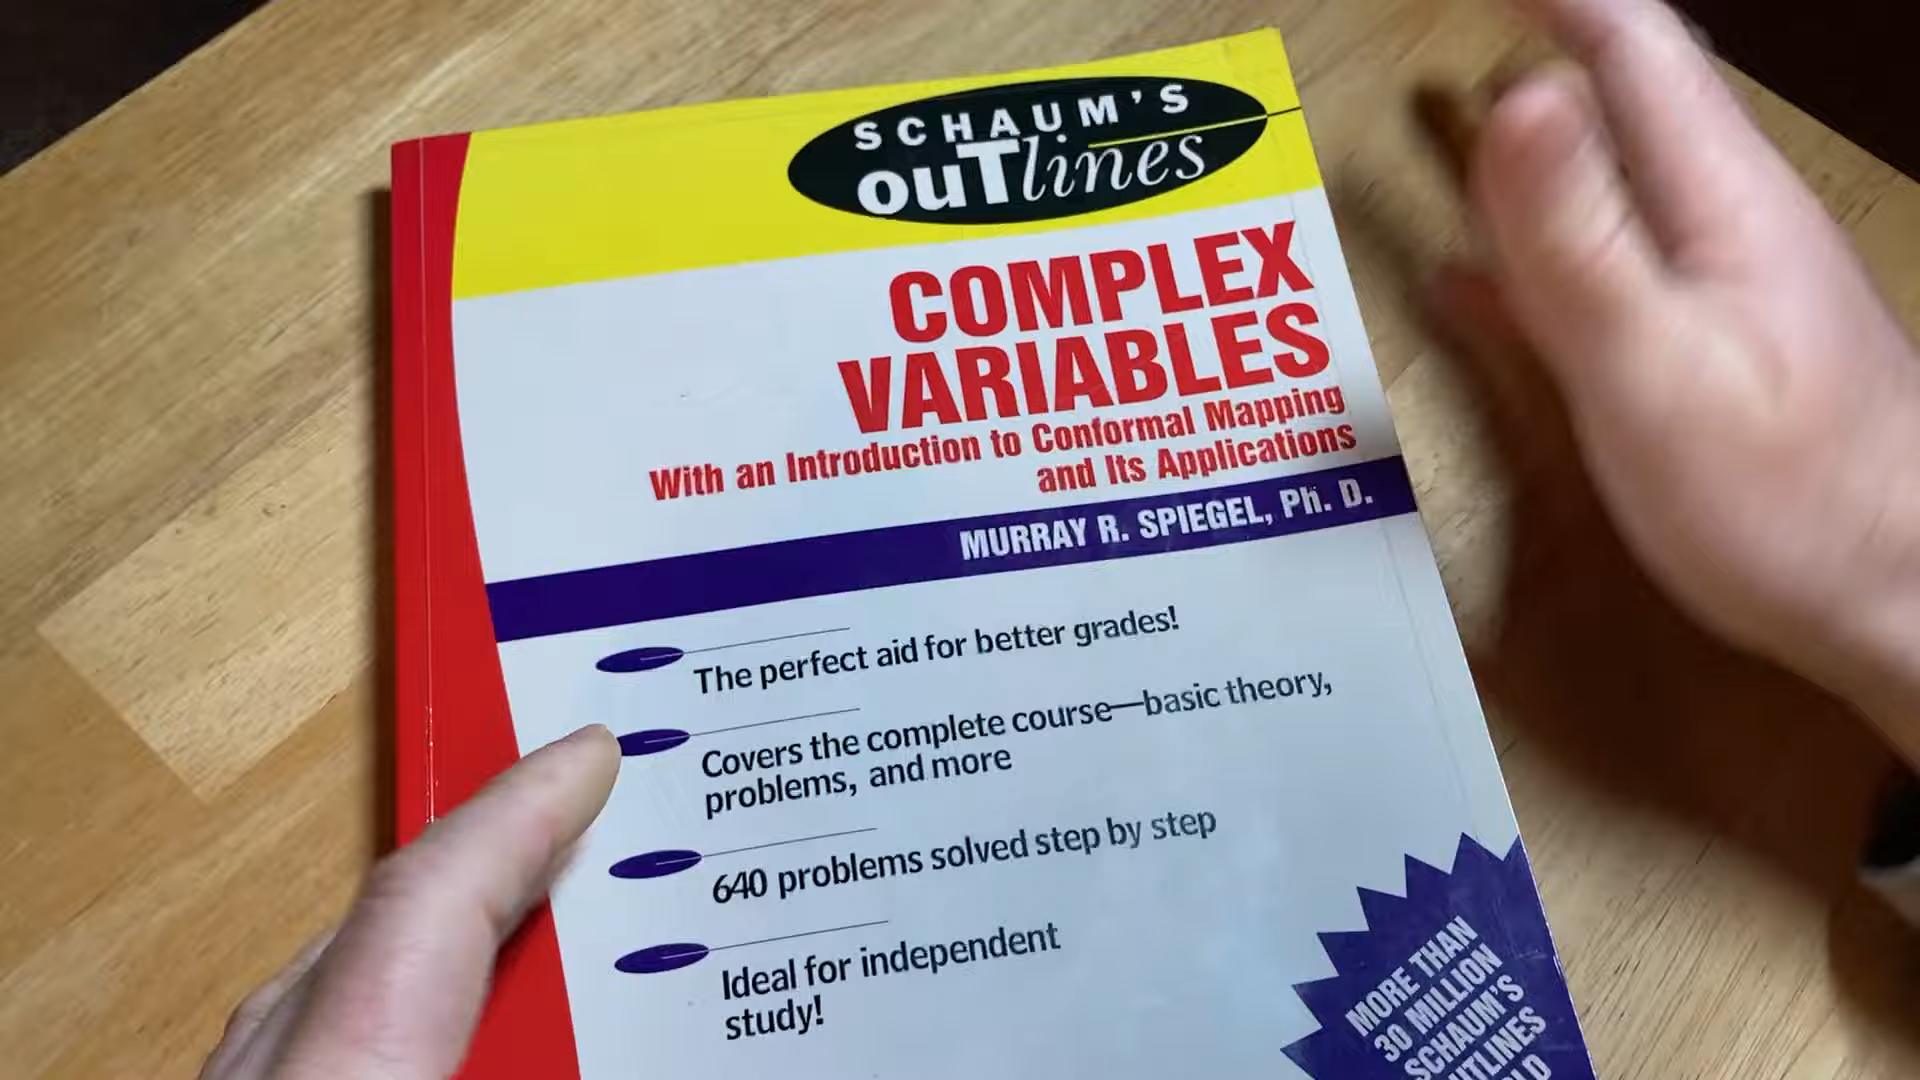 SCHAUM'S
ouTlines
COMPLEX
VARIABLES
With an Introduction to Conformal Mapping
and Its Applications
MURRAY R. SPIEGEL, Ph. D.
The perfect aid for better grades!
Covers the complete course—basic theory,
problems, and more
640 problems solved step by step
Ideal for independent
study!
MORE THAN
30 MILLION
SCHAUM'S